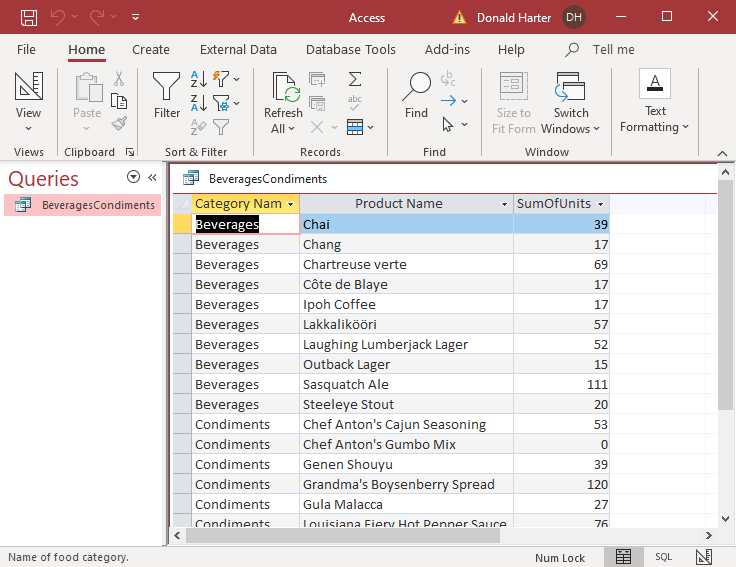 Access
Donald Harter DH
File Home Create External Data Database Tools Add-ins Help Tell me
View Paste Filter Refresh All abc Find bc Size to Fit Form Switch Windows A Text Formatting
Views Clipboard Sort & Filter Records Find Window
Queries
BeveragesCondiments
BeveragesCondiments
Category Nam Product Name SumOfUnits
Beverages Chai 39
Beverages Chang 17
Beverages Chartreuse verte 69
Beverages Côte de Blaye 17
Beverages Ipoh Coffee 17
Beverages Lakkalikööri 57
Beverages Laughing Lumberjack Lager 52
Beverages Outback Lager 15
Beverages Sasquatch Ale 111
Beverages Steeleye Stout 20
Condiments Chef Anton's Cajun Seasoning 53
Condiments Chef Anton's Gumbo Mix 0
Condiments Genen Shouyu 39
Condiments Grandma's Boysenberry Spread 120
Condiments Gula Malacca 27
Condiments Louisiana Fiery Hot Pepper Sauce 76
Name of food category. Num Lock SQL